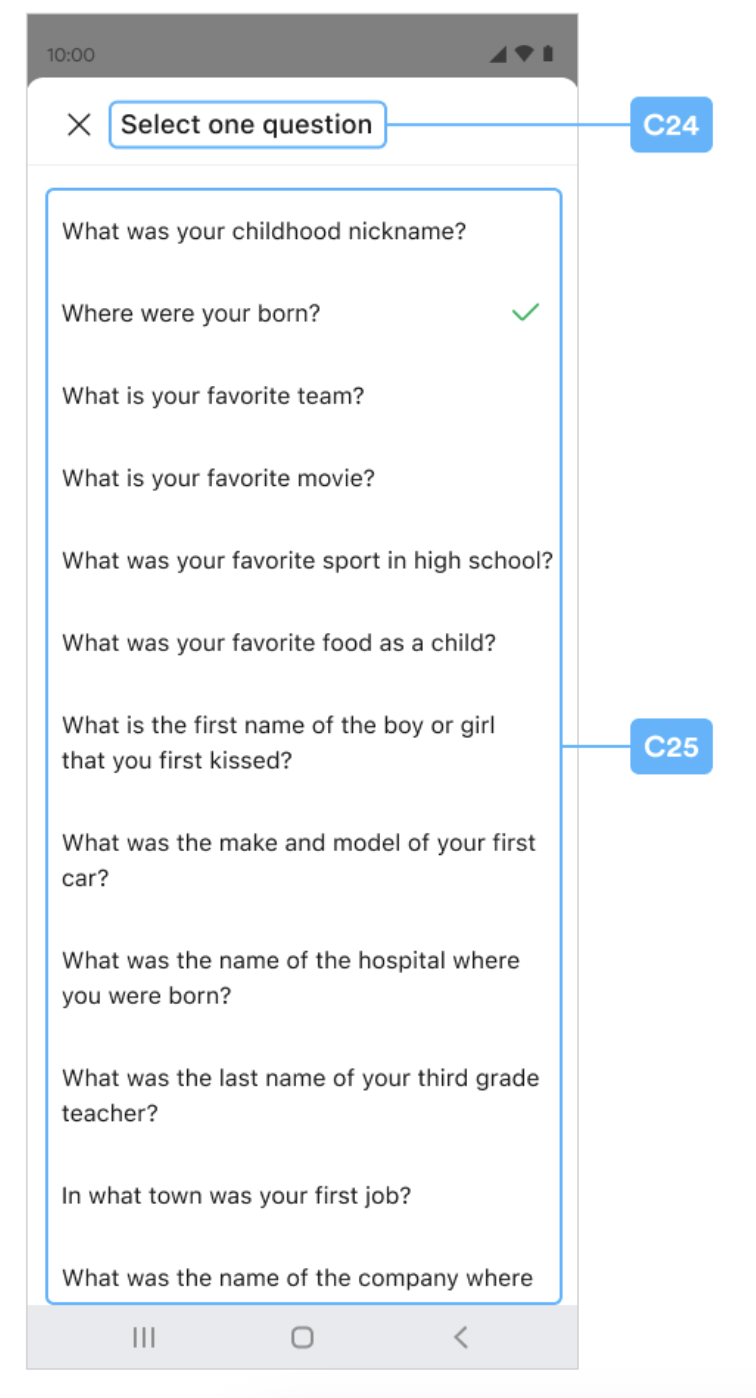 10:00
Select one question
C24
What was your childhood nickname?
Where were your born?
What is your favorite team?
What is your favorite movie?
What was your favorite sport in high school?
What was your favorite food as a child?
What is the first name of the boy or girl
that you first kissed?
C25
What was the make and model of your first
car?
What was the name of the hospital where
you were born?
What was the last name of your third grade
teacher?
In what town was your first job?
What was the name of the company where